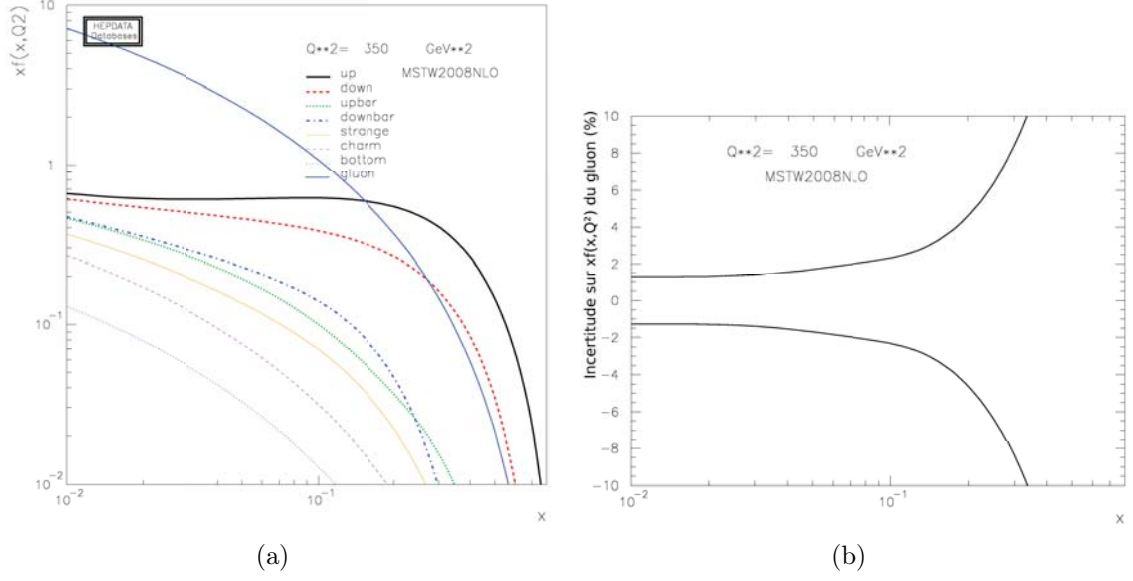 xf(x,Q2)
HEPDATA
Databases
Q**2= 350 GeV**2
up MSTW2008NLO
down
upbar
downbar
strange
charm
bottom
gluon
10
1
10^-1
10^-2
10^-2 10^-1
x
(a)
Incertitude sur xf(x,Q²) du gluon (%)
Q**2= 350 GeV**2
MSTW2008NLO
10
8
6
4
2
0
−2
−4
−6
−8
−10
10^-2 10^-1
x
(b)